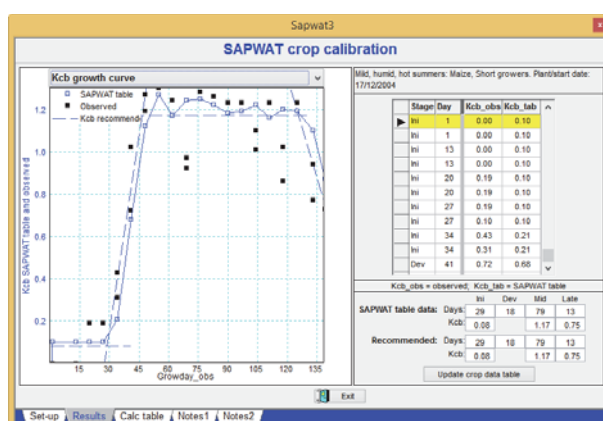 Sapwat3
x
SAPWAT crop calibration
Kcb growth curve
SAPWAT table
Observed
Kcb recommend
1.2
1.0
0.8
0.6
0.4
0.2
Kcb SAPWAT table and observed
15 30 45 60 75 90 105 120 135
Growday_obs
Mild, humid, hot summers: Maize, Short growers. Plant/start date:
17/12/2004
Stage Day Kcb_obs Kcb_tab
Ini 1 0.00 0.10
Ini 1 0.00 0.10
Ini 13 0.00 0.10
Ini 13 0.00 0.10
Ini 20 0.19 0.10
Ini 20 0.19 0.10
Ini 27 0.19 0.10
Ini 27 0.10 0.10
Ini 34 0.43 0.21
Ini 34 0.31 0.21
Dev 41 0.72 0.68
Kcb_obs = observed; Kcb_tab = SAPWAT table
Ini Dev Mid Late
SAPWAT table data: Days: 29 18 79 13
Kcb: 0.08 1.17 0.75
Recommended: Days: 29 18 79 13
Kcb: 0.08 1.17 0.75
Update crop data table
Exit
Set-up Results Calc table Notes1 Notes2